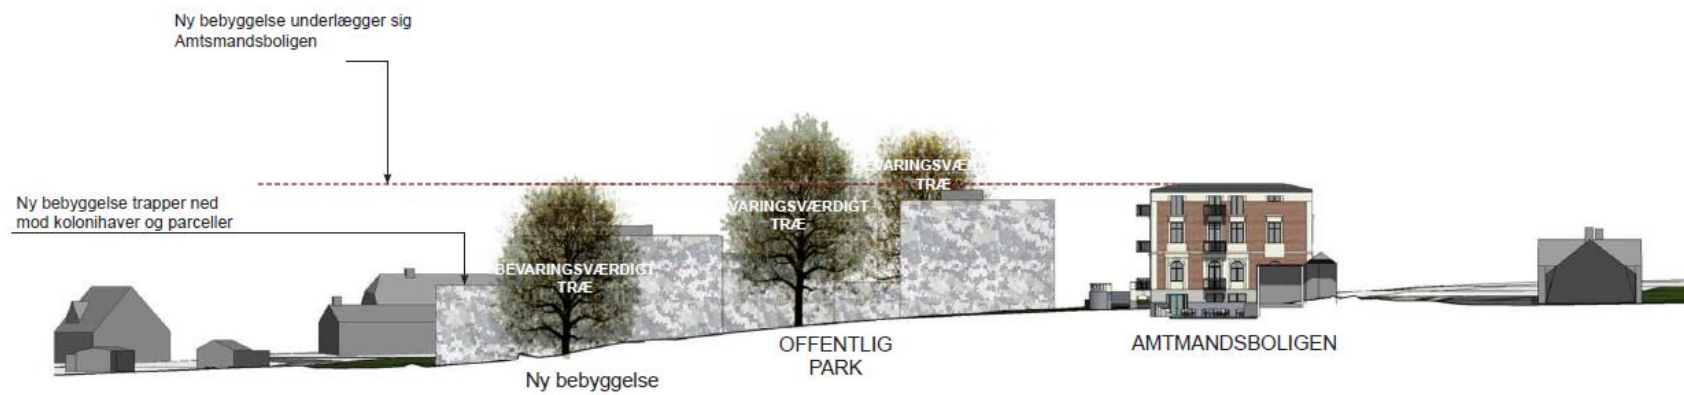 Ny bebyggelse underlægger sig
Amtsmandsboligen
Ny bebyggelse trapper ned
mod kolonihaver og parceller
BEVARINGSVÆRDIGT
TRÆ
VARINGSVÆRDIGT
TRÆ
EVARINGSVÆR
TRÆ
Ny bebyggelse
OFFENTLIG
PARK
AMTMANDSBOLIGEN